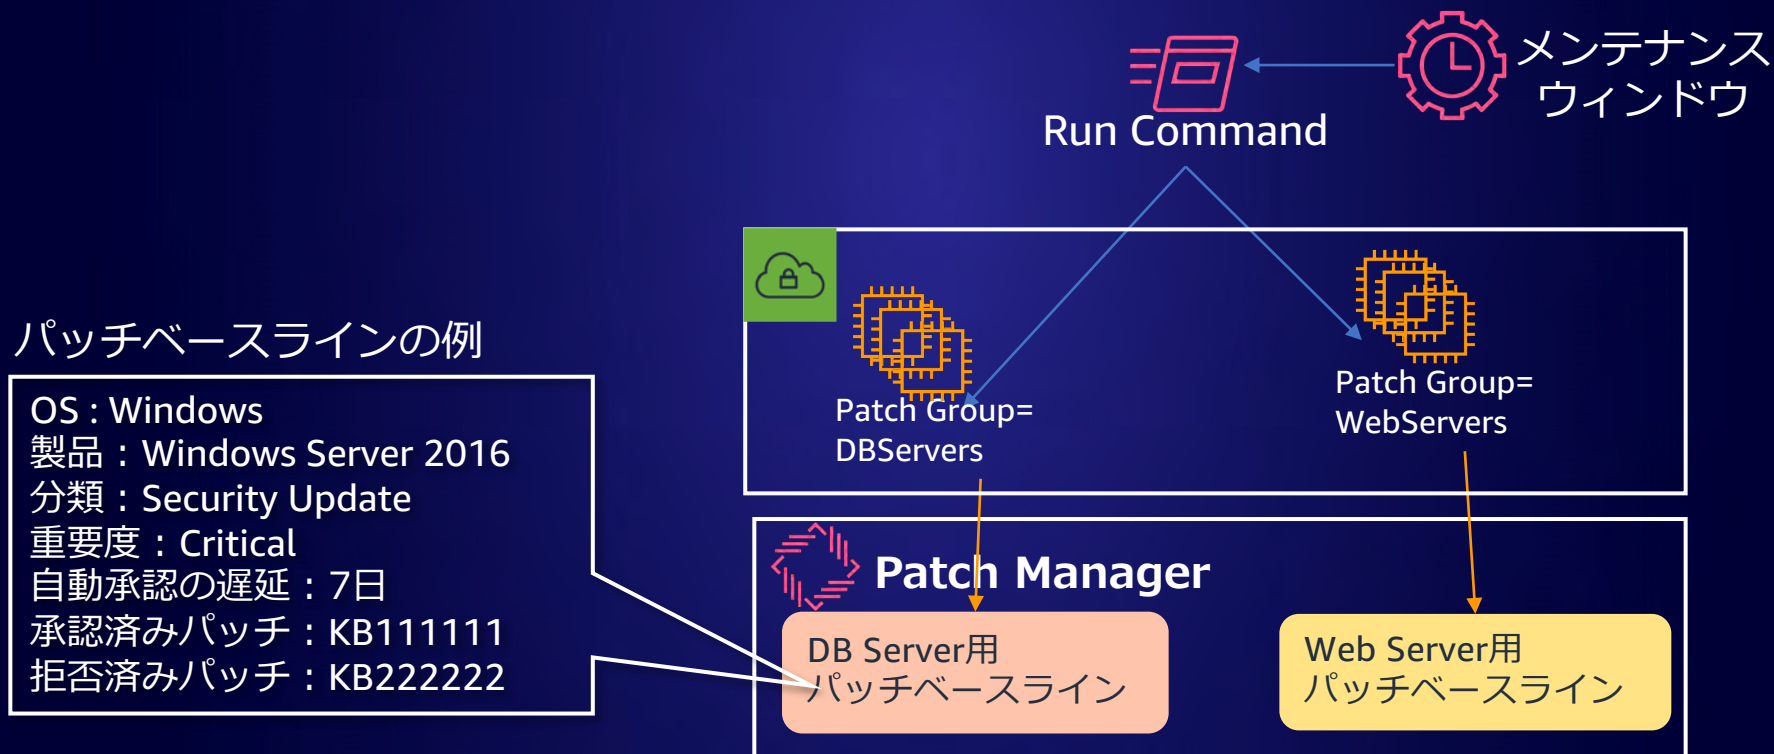 メンテナンス
ウィンドウ
Run Command
パッチベースラインの例
OS : Windows
製品：Windows Server 2016
分類：Security Update
重要度：Critical
自動承認の遅延：7日
承認済みパッチ：KB111111
拒否済みパッチ：KB222222
Patch Group=
DBServers
Patch Group=
WebServers
Patch Manager
DB Server用
パッチベースライン
Web Server用
パッチベースライン